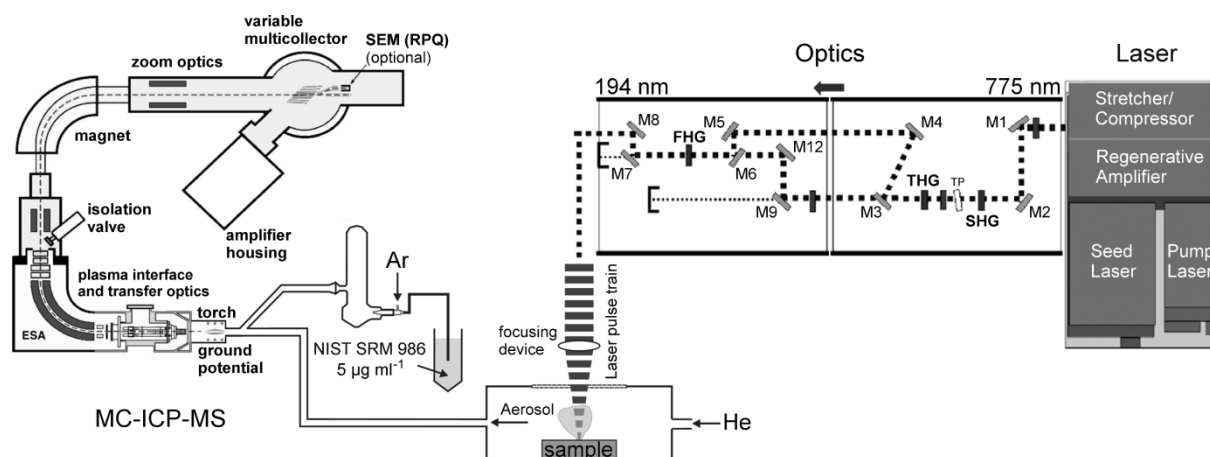 variable
multicollector
SEM (RPQ)
(optional)
zoom optics
magnet
isolation
valve
amplifier
housing
plasma interface
and transfer optics
ESA
torch
ground
potential
MC-ICP-MS
Ar
NIST SRM 986
5 µg ml⁻¹
Aerosol
sample
He
focusing
device
Laser pulse train
Optics
194 nm
775 nm
M8
M5
M4
M1
FHG
M12
M7
M6
THG
TP
M9
M3
SHG
M2
Laser
Stretcher/
Compressor
Regenerative
Amplifier
Seed
Laser
Pump
Laser